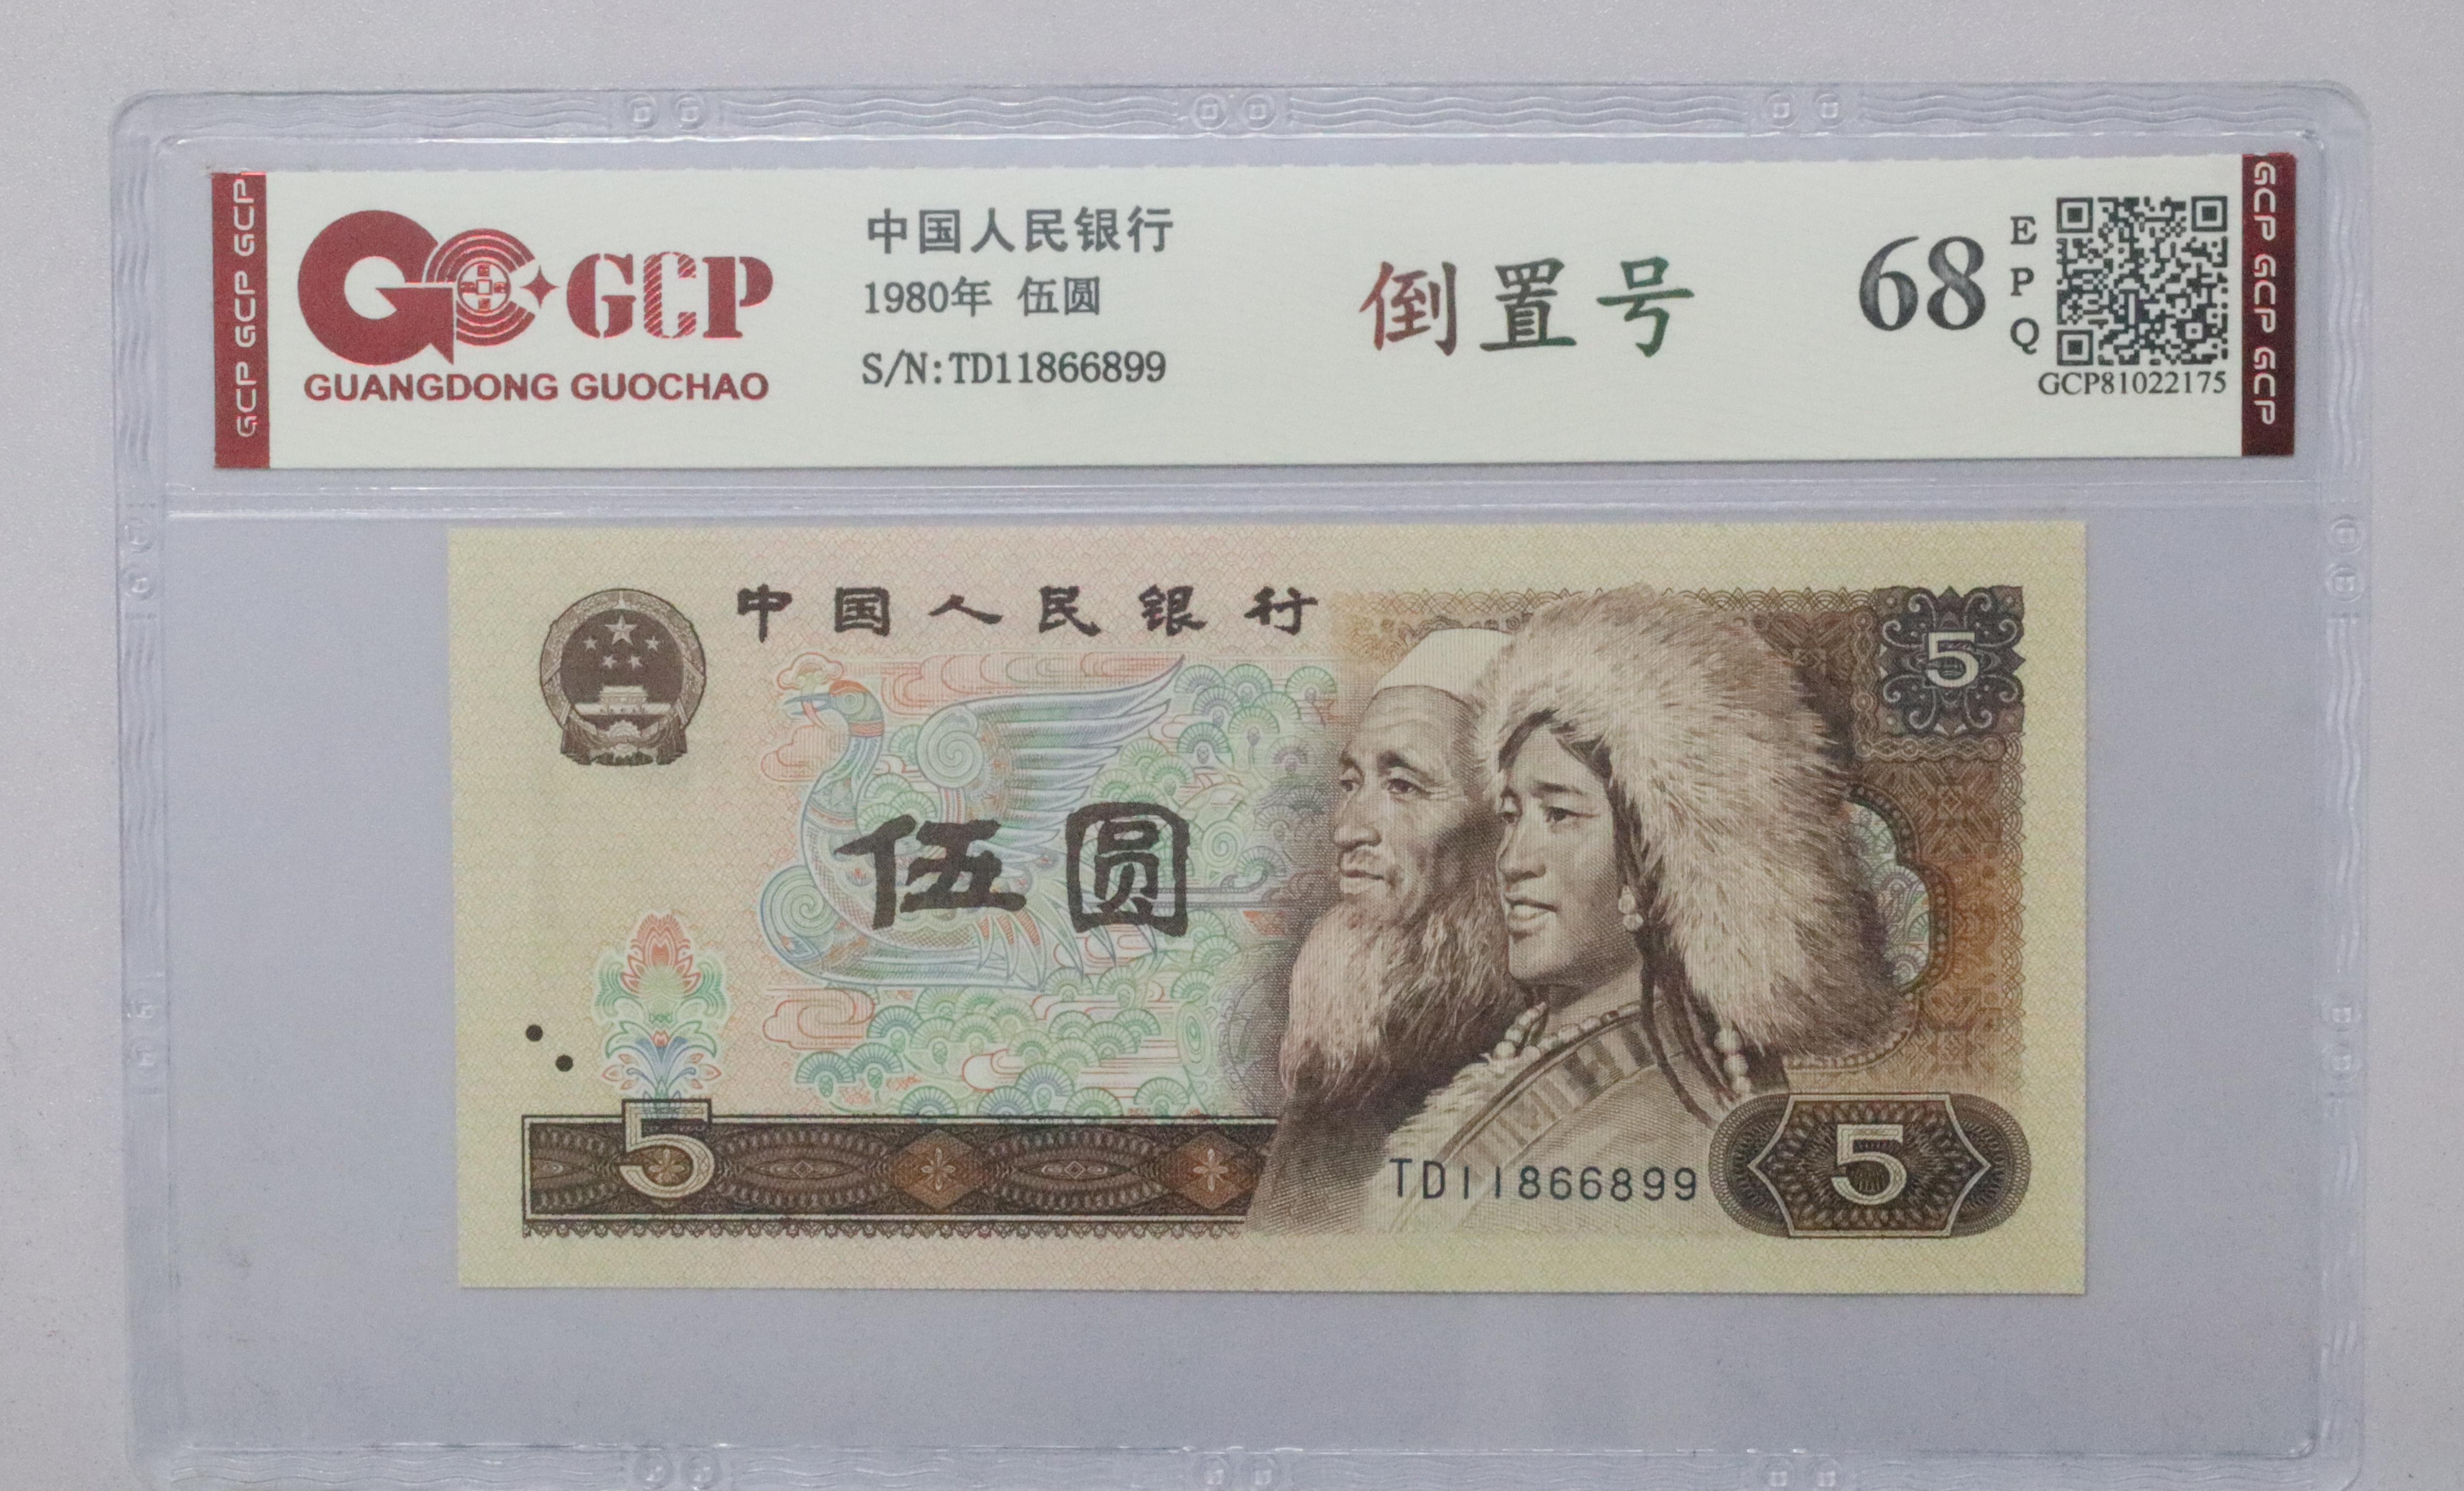 GCP GCP GCP
GCP
GUANGDONG GUOCHAO
中国人民银行
1980年 伍圆
S/N:TD11866899
倒置号
68
EPQ
GCP81022175
GCP GCP GCP
中国人民银行
5
伍圆
5
TD11866899
5